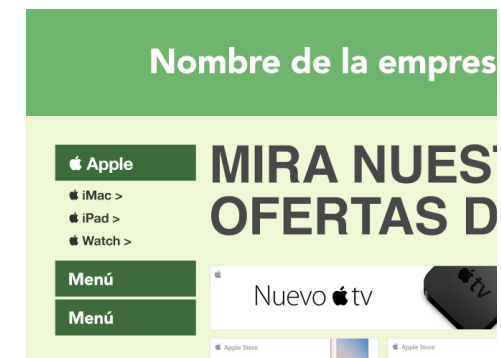 Nombre de la empres
Apple
iMac >
iPad >
Watch >
Menú
Menú
MIRA NUEST
OFERTAS D
Nuevo tv
tv
Apple Store
Apple Store